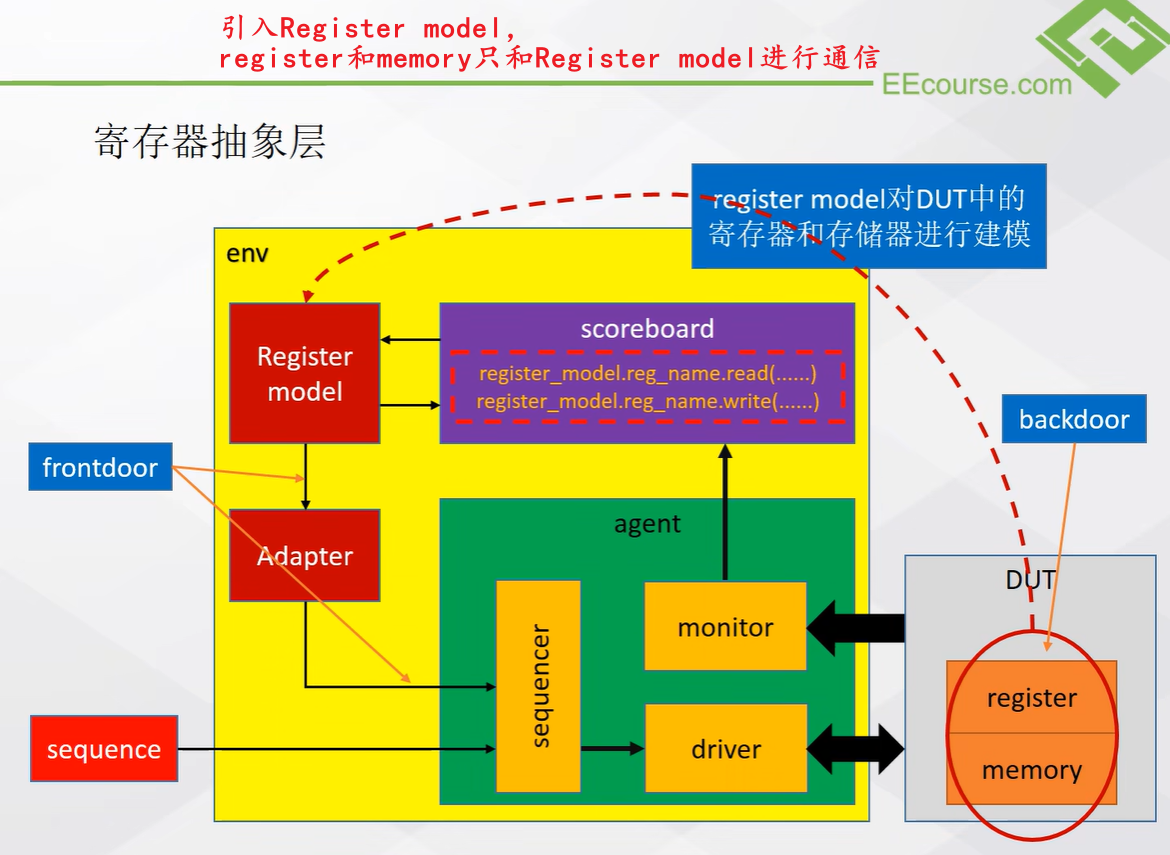 引入Register model,
register和memory只和Register model进行通信
EEcourse.com
寄存器抽象层
register model对DUT中的
寄存器和存储器进行建模
env
Register
model
scoreboard
register_model.reg_name.read(......)
register_model.reg_name.write(......)
backdoor
frontdoor
agent
Adapter
DUT
sequencer
monitor
register
sequence
driver
memory